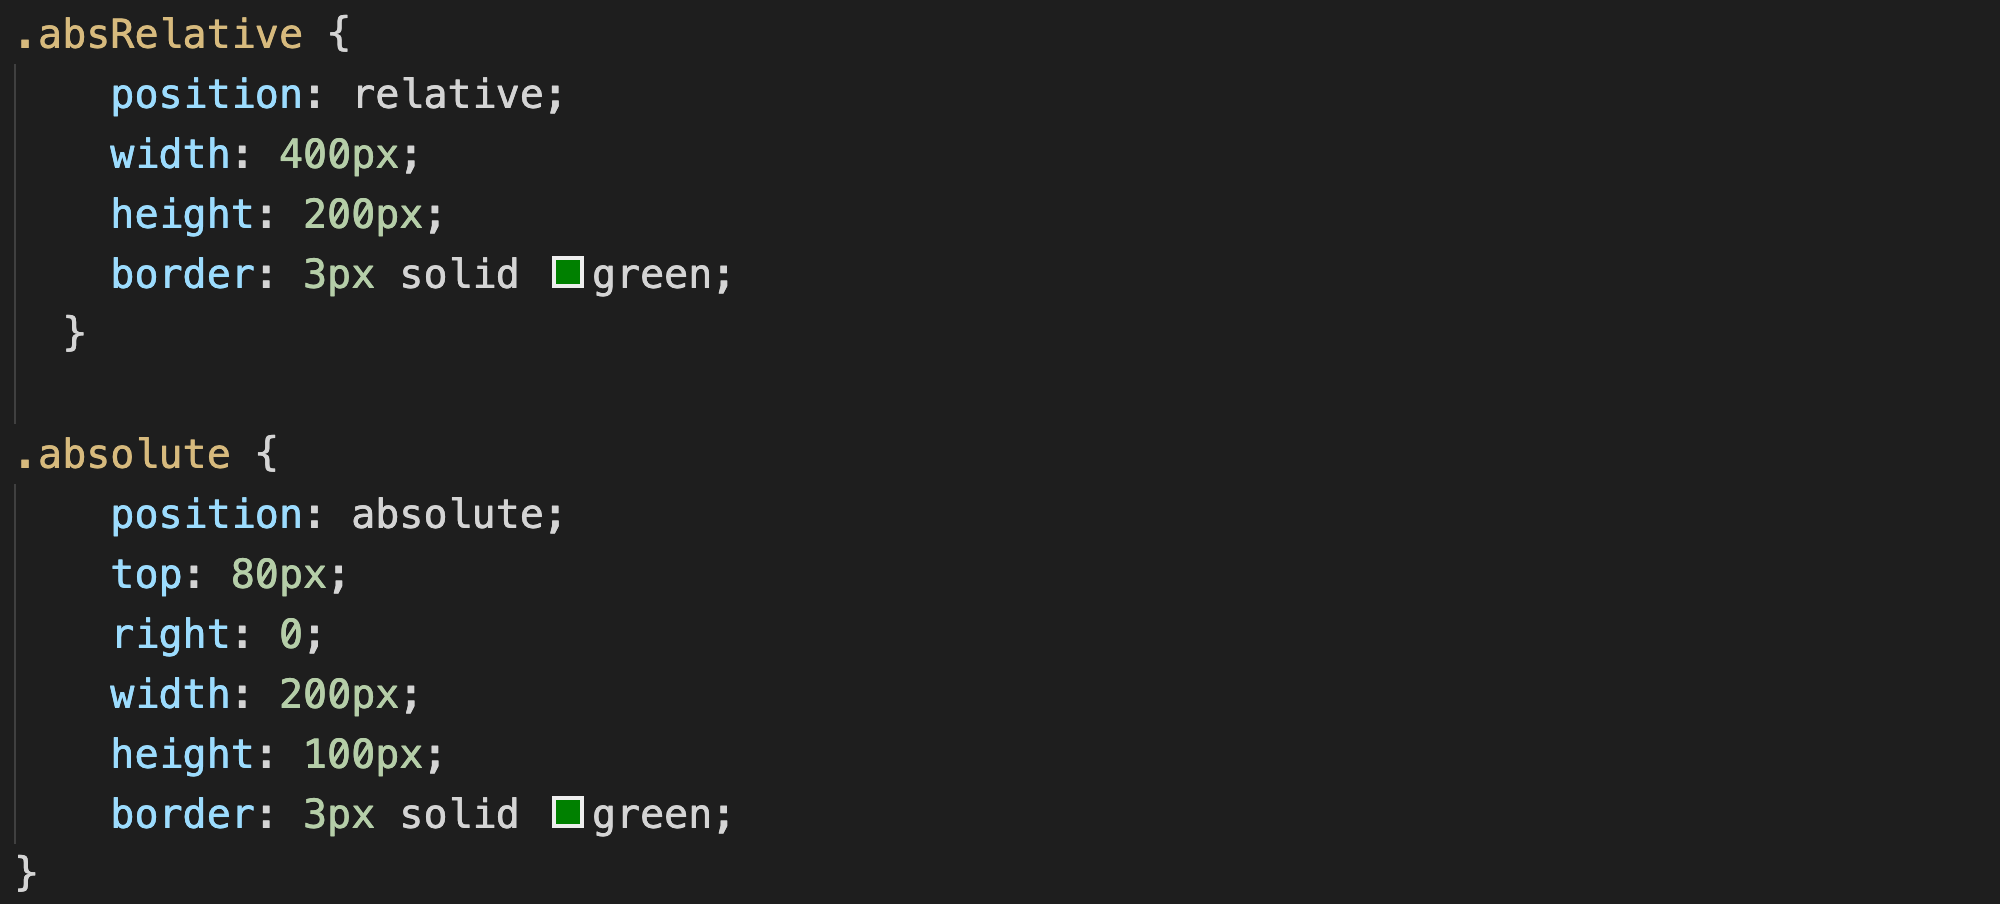 .absRelative {
    position: relative;
    width: 400px;
    height: 200px;
    border: 3px solid green;
  }
.absolute {
    position: absolute;
    top: 80px;
    right: 0;
    width: 200px;
    height: 100px;
    border: 3px solid green;
}